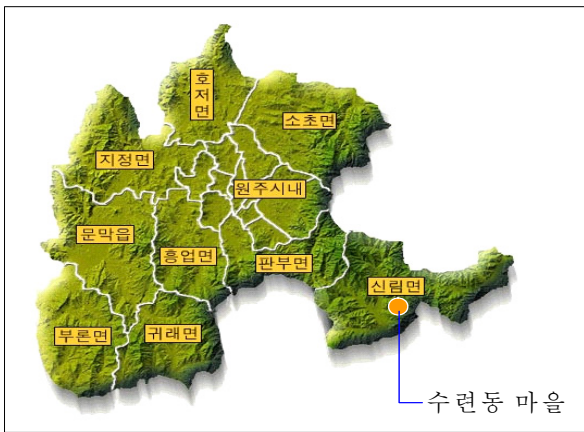 호저면
소초면
지정면
원주시내
문막읍
흥업면
판부면
신림면
부론면
귀래면
수련동 마을